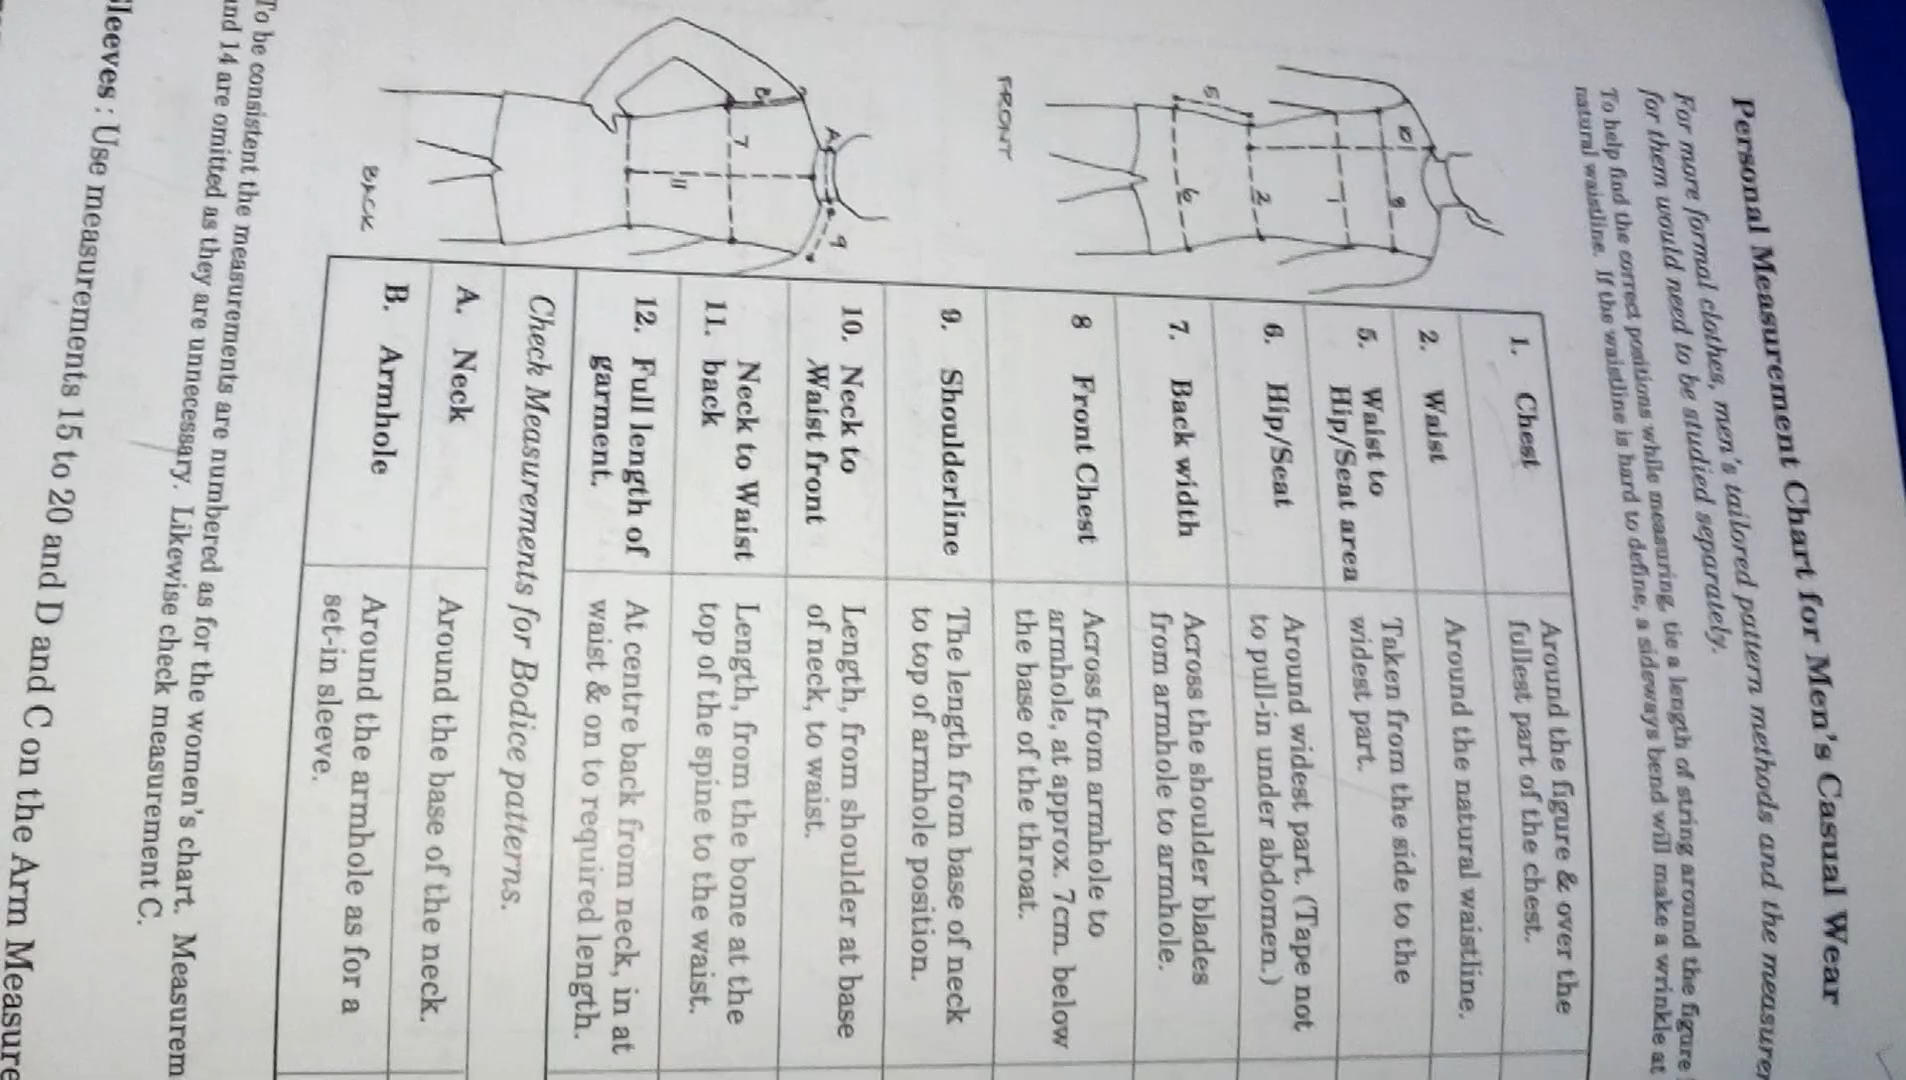 Personal Measurement Chart for Men's Casual Wear
For more formal clothes, men's tailored pattern methods and the measurer
for them would need to be studied separately.
To help find the correct positions while measuring, tie a length of string around the figure
natural waistline. If the waistline is hard to define, a sideways bend will make a wrinkle at
1. Chest
Around the figure & over the
fullest part of the chest.
2. Waist
Around the natural waistline.
5. Waist to
Hip/Seat area
Taken from the side to the
widest part.
6. Hip/Seat
Around widest part. (Tape not
to pull-in under abdomen.)
7. Back width
Across the shoulder blades
from armhole to armhole.
8 Front Chest
Across from armhole to
armhole, at approx. 7cm. below
the base of the throat.
9. Shoulderline
The length from base of neck
to top of armhole position.
10. Neck to
Waist front
Length, from shoulder at base
of neck, to waist.
Neck to Waist
11. back
Length, from the bone at the
top of the spine to the waist.
12. Full length of
garment.
At centre back from neck, in at
waist & on to required length.
Check Measurements for Bodice patterns.
A. Neck
Around the base of the neck.
B. Armhole
Around the armhole as for a
set-in sleeve.
10
8
1
2
5
6
FRONT
A
9
B
7
11
BACK
To be consistent the measurements are numbered as for the women's chart. Measurem
and 14 are omitted as they are unnecessary. Likewise check measurement C.
Sleeves : Use measurements 15 to 20 and D and C on the Arm Measure